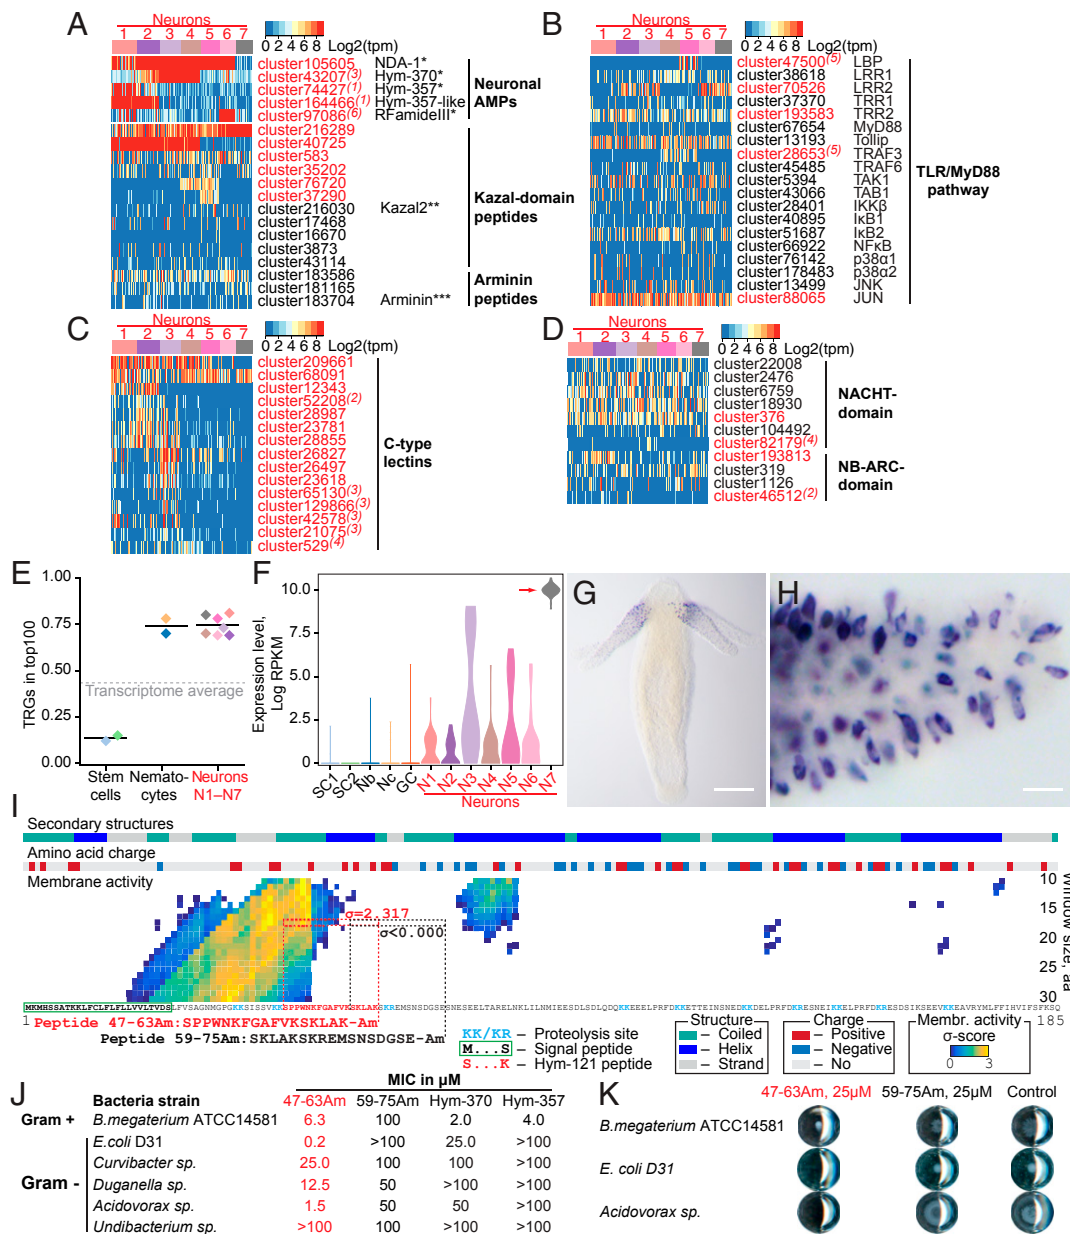 A
Neurons
1 2 3 4 5 6 7
0 2 4 6 8 Log2(tpm)
cluster105605 NDA-1*
cluster43207(3) Hym-370*
cluster74427(1) Hym-357*
cluster164466(1) Hym-357-like
cluster97086(6) RFamideIII*
Neuronal AMPs
cluster216289
cluster40725
cluster583
cluster35202
cluster76720
cluster37290
cluster216030 Kazal2**
cluster17468
cluster16670
cluster3873
cluster43114
Kazal-domain peptides
cluster183586
cluster181165
cluster183704 Arminin***
Arminin peptides
B
Neurons
1 2 3 4 5 6 7
0 2 4 6 8 Log2(tpm)
cluster47500(5) LBP
cluster38618 LRR1
cluster70526 LRR2
cluster37370 TRR1
cluster193583 TRR2
cluster67654 MyD88
cluster13193 Tollip
cluster28653(5) TRAF3
cluster45485 TRAF6
cluster5394 TAK1
cluster43066 TAB1
cluster28401 IKKβ
cluster40895 IκB1
cluster51687 IκB2
cluster66922 NFκB
cluster76142 p38α1
cluster178483 p38α2
cluster13499 JNK
cluster88065 JUN
TLR/MyD88 pathway
C
Neurons
1 2 3 4 5 6 7
0 2 4 6 8 Log2(tpm)
cluster209661
cluster68091
cluster12343
cluster52208(2)
cluster28987
cluster23781
cluster28855
cluster26827
cluster26497
cluster23618
cluster65130(3)
cluster129866(3)
cluster42578(3)
cluster21075(3)
cluster529(4)
C-type lectins
D
Neurons
1 2 3 4 5 6 7
0 2 4 6 8 Log2(tpm)
cluster22008
cluster2476
cluster6759
cluster18930
cluster376
cluster104492
cluster82179(4)
NACHT-domain
cluster193813
cluster319
cluster1126
cluster46512(2)
NB-ARC-domain
E
TRGs in top100
1.00
0.75
0.50
Transcriptome average
0.25
0.00
Stem cells
Nemato-cytes
Neurons N1–N7
F
Expression level, Log RPKM
10.0
7.5
5.0
2.5
0
SC1 SC2 Nb Nc GC N1 N2 N3 N4 N5 N6 N7
Neurons
G
H
I
Secondary structures
Amino acid charge
Membrane activity
σ=2.317
σ<0.000
10
15
20
25
30
Window size, aa
1
185
Peptide 47-63Am:SPPWNKFGAFVKSKLAK-Am
Peptide 59-75Am:SKLAKSKREMSNSDGSE-Am
KK/KR – Proteolysis site
M...S – Signal peptide
S...K – Hym-121 peptide
Structure
– Coiled
– Helix
– Strand
Charge
– Positive
– Negative
– No
Membr. activity
σ-score
0 3
J
MIC in µM
Bacteria strain 47-63Am 59-75Am Hym-370 Hym-357
Gram + B.megaterium ATCC14581 6.3 100 2.0 4.0
Gram -
E.coli D31 0.2 >100 25.0 >100
Curvibacter sp. 25.0 100 100 >100
Duganella sp. 12.5 50 >100 >100
Acidovorax sp. 1.5 50 50 >100
Undibacterium sp. >100 100 >100 >100
K
47-63Am, 25µM 59-75Am, 25µM Control
B.megaterium ATCC14581
E. coli D31
Acidovorax sp.